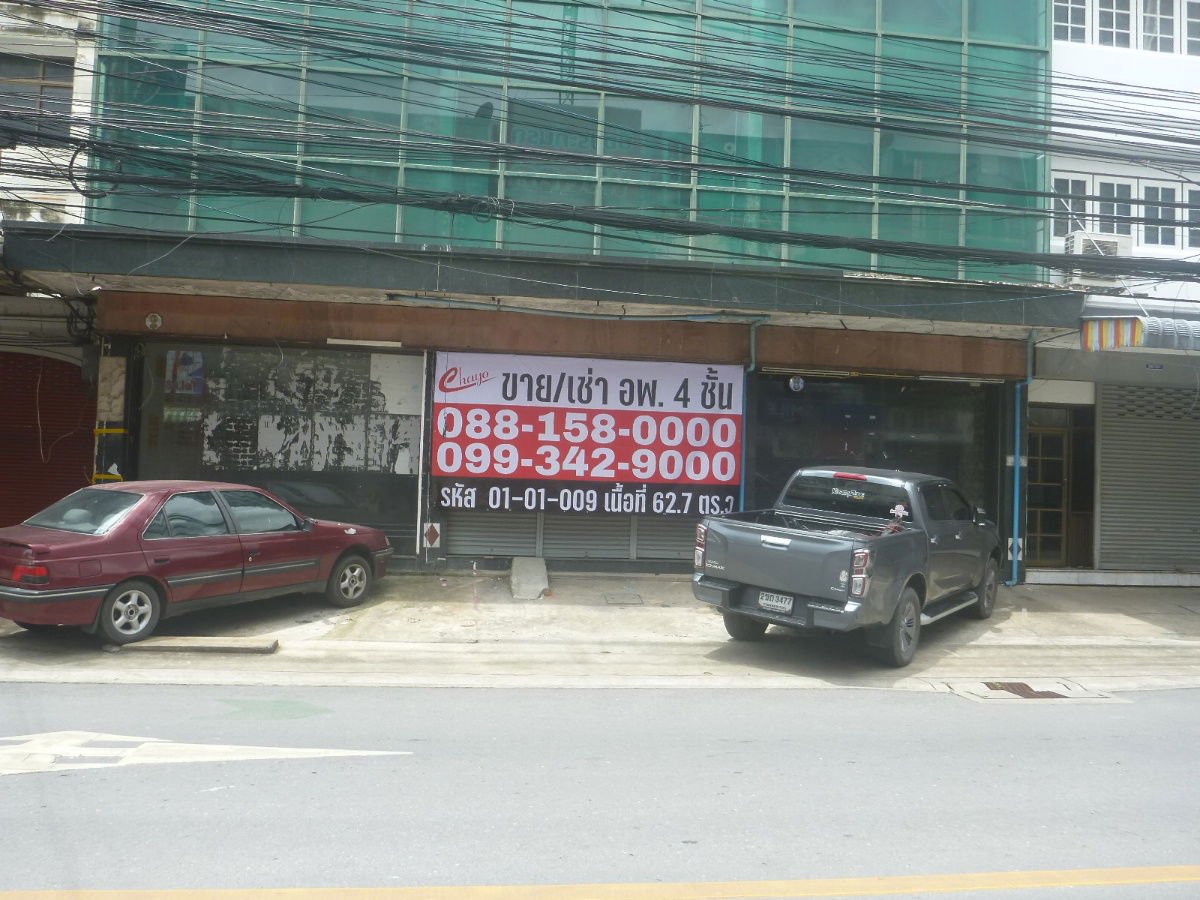 Chayo ขาย/เช่า อพ. 4 ชั้น
088-158-0000
099-342-9000
รหัส 01-01-009 เนื้อที่ 62.7 ตร.ว
3477